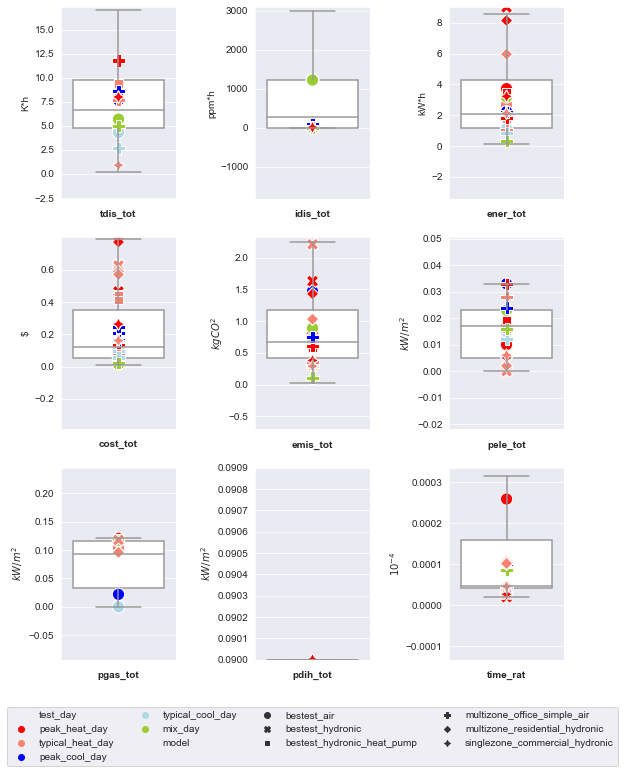 17.5
15.0
12.5
10.0
7.5
5.0
2.5
0.0
−2.5
K*h
tdis_tot
3000
2000
1000
0
−1000
ppm*h
idis_tot
8
6
4
2
0
−2
kW*h
ener_tot
0.6
0.4
0.2
0.0
−0.2
$
cost_tot
2.0
1.5
1.0
0.5
0.0
−0.5
kgCO²
emis_tot
0.05
0.04
0.03
0.02
0.01
0.00
−0.01
−0.02
kW/m²
pele_tot
0.20
0.15
0.10
0.05
0.00
−0.05
kW/m²
pgas_tot
0.0909
0.0908
0.0907
0.0906
0.0905
0.0904
0.0903
0.0902
0.0901
0.0900
kW/m²
pdih_tot
0.0003
0.0002
0.0001
0.0000
−0.0001
10⁻⁴
time_rat
test_day
peak_heat_day
typical_heat_day
peak_cool_day
typical_cool_day
mix_day
model
bestest_air
bestest_hydronic
bestest_hydronic_heat_pump
multizone_office_simple_air
multizone_residential_hydronic
singlezone_commercial_hydronic